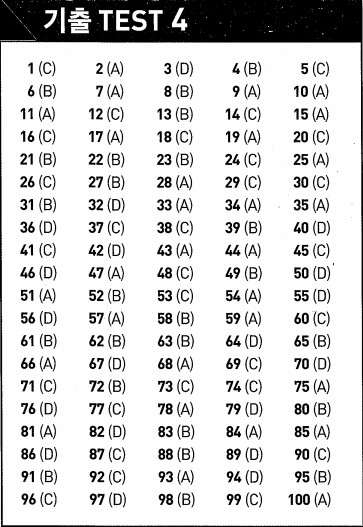 기출 TEST 4
1 (C) 2 (A) 3 (D) 4 (B) 5 (C)
6 (B) 7 (A) 8 (B) 9 (A) 10 (A)
11 (A) 12 (C) 13 (B) 14 (C) 15 (A)
16 (C) 17 (A) 18 (C) 19 (A) 20 (C)
21 (B) 22 (B) 23 (B) 24 (C) 25 (A)
26 (C) 27 (B) 28 (A) 29 (C) 30 (C)
31 (B) 32 (D) 33 (A) 34 (A) 35 (A)
36 (D) 37 (C) 38 (C) 39 (B) 40 (D)
41 (C) 42 (D) 43 (A) 44 (A) 45 (C)
46 (D) 47 (A) 48 (C) 49 (B) 50 (D)
51 (A) 52 (B) 53 (C) 54 (A) 55 (D)
56 (D) 57 (A) 58 (B) 59 (A) 60 (C)
61 (B) 62 (B) 63 (B) 64 (D) 65 (B)
66 (A) 67 (D) 68 (A) 69 (C) 70 (D)
71 (C) 72 (B) 73 (C) 74 (C) 75 (A)
76 (D) 77 (C) 78 (A) 79 (D) 80 (B)
81 (A) 82 (D) 83 (B) 84 (A) 85 (A)
86 (D) 87 (C) 88 (B) 89 (D) 90 (C)
91 (B) 92 (C) 93 (A) 94 (D) 95 (B)
96 (C) 97 (D) 98 (B) 99 (C) 100 (A)